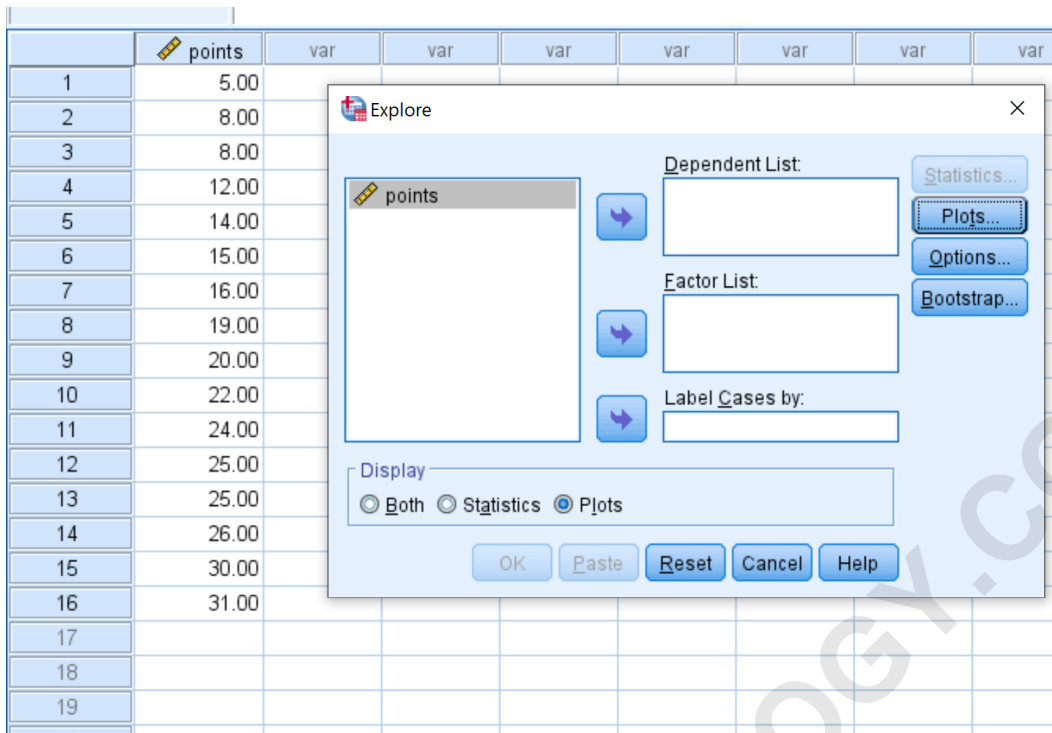 points var var var var var var var
1 5.00
Explore
2 8.00
3 8.00
Dependent List:
Statistics...
4 12.00
points
5 14.00
Plots...
6 15.00
Options...
7 16.00
Factor List:
Bootstrap...
8 19.00
9 20.00
10 22.00
Label Cases by:
11 24.00
12 25.00
Display
13 25.00
Both Statistics Plots
14 26.00
15 30.00
OK Paste Reset Cancel Help
16 31.00
17
18
19
OGY.CO